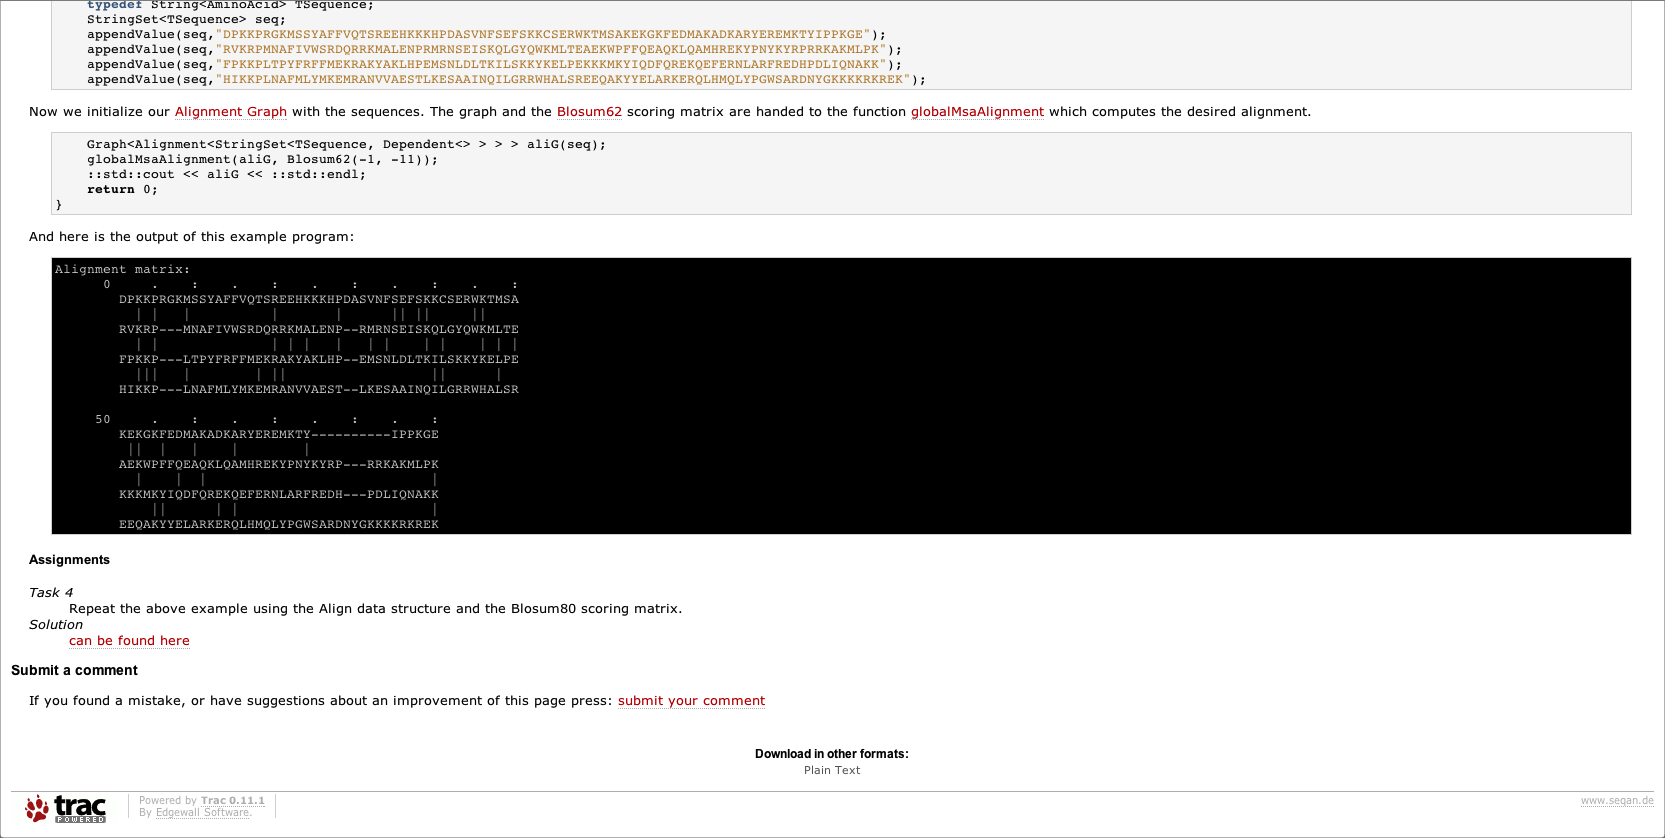 typedef String<AminoAcid> TSequence;
StringSet<TSequence> seq;
appendValue(seq,"DPKKPRGKMSSYAFFVQTSREEHKKKHPDASVNFSEFSKKCSERWKTMSAKEKGKFEDMAKADKARYEREMKTYIPPKGE");
appendValue(seq,"RVKRPMNAFIVWSRDQRRKMALENPRMRNSEISKQLGYQWKMLTEAEKWPFFQEAQKLQAMHREKYPNYKYRPRRKAKMLPK");
appendValue(seq,"FPKKPLTPYFRFFMEKRAKYAKLHPEMSNLDLTKILSKKYKELPEKKKMKYIQDFQREKQEFERNLARFREDHPDLIQNAKK");
appendValue(seq,"HIKKPLNAFMLYMKEMRANVVAESTLKESAAINQILGRRWHALSREEQAKYYELARKERQLHMQLYPGWSARDNYGKKKKRKREK");
Now we initialize our Alignment Graph with the sequences. The graph and the Blosum62 scoring matrix are handed to the function globalMsaAlignment which computes the desired alignment.
Graph<Alignment<StringSet<TSequence, Dependent<> > > > aliG(seq);
globalMsaAlignment(aliG, Blosum62(-1, -11));
::std::cout << aliG << ::std::endl;
return 0;
}
And here is the output of this example program:
Alignment matrix:
      0     .    :    .    :    .    :    .    :    .    :
        DPKKPRGKMSSYAFFVQTSREEHKKKHPDASVNFSEFSKKCSERWKTMSA
          | |   |          |       |      || ||     ||
        RVKRP---MNAFIVWSRDQRRKMALENP--RMRNSEISKQLGYQWKMLTE
          | |              | | |   |   | |    | |    | | |
        FPKKP---LTPYFRFFMEKRAKYAKLHP--EMSNLDLTKILSKKYKELPE
          |||   |        | ||                  ||      |
        HIKKP---LNAFMLYMKEMRANVVAEST--LKESAAINQILGRRWHALSR
     50     .    :    .    :    .    :    .    :
        KEKGKFEDMAKADKARYEREMKTY----------IPPKGE
         ||  |   |    |        |
        AEKWPFFQEAQKLQAMHREKYPNYKYRP---RRKAKMLPK
          |    |  |                            |
        KKKMKYIQDFQREKQEFERNLARFREDH---PDLIQNAKK
            ||      | |                        |
        EEQAKYYELARKERQLHMQLYPGWSARDNYGKKKKRKREK
Assignments
Task 4
Repeat the above example using the Align data structure and the Blosum80 scoring matrix.
Solution
can be found here
Submit a comment
If you found a mistake, or have suggestions about an improvement of this page press: submit your comment
Download in other formats:
Plain Text
trac
POWERED
Powered by Trac 0.11.1
By Edgewall Software.
www.seqan.de